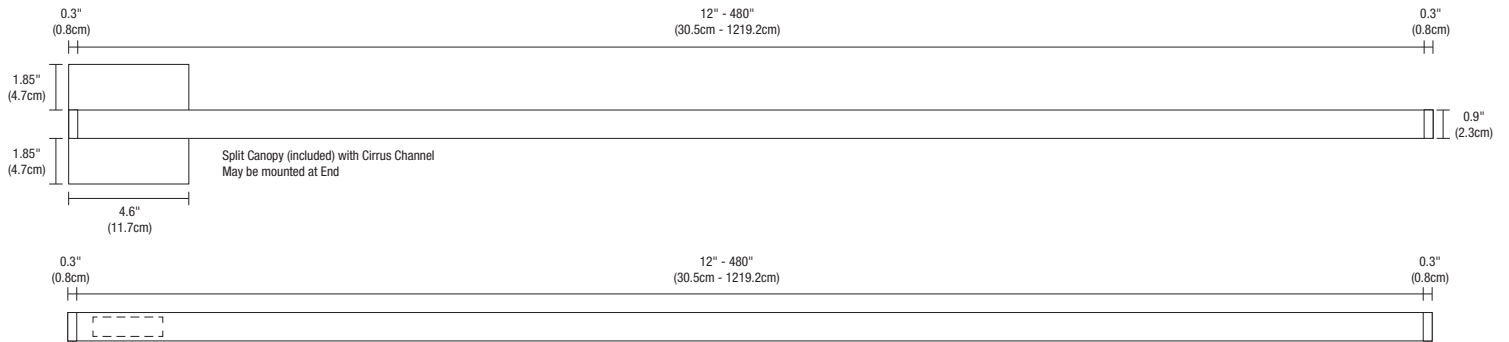 0.3"
(0.8cm)
12" - 480"
(30.5cm - 1219.2cm)
0.3"
(0.8cm)
1.85"
(4.7cm)
0.9"
(2.3cm)
1.85"
(4.7cm)
Split Canopy (included) with Cirrus Channel
May be mounted at End
4.6"
(11.7cm)
0.3"
(0.8cm)
12" - 480"
(30.5cm - 1219.2cm)
0.3"
(0.8cm)